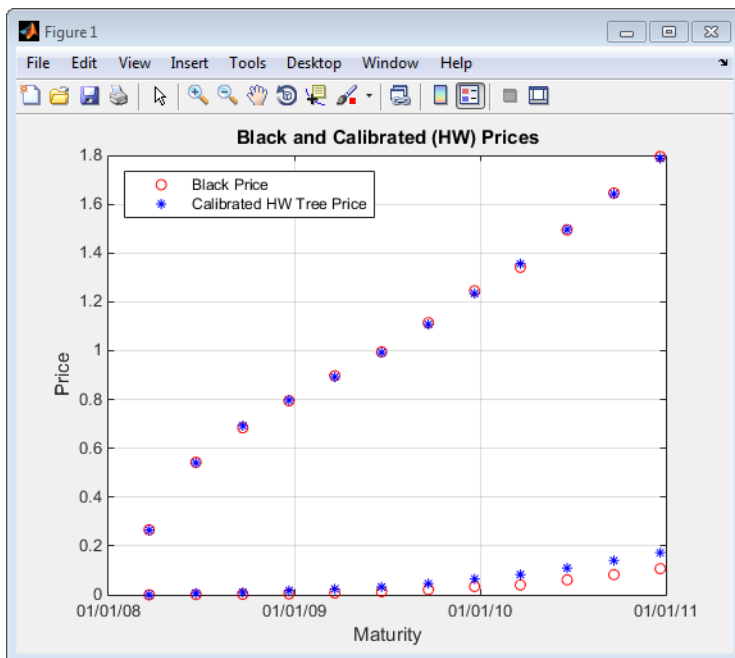 Figure 1
File Edit View Insert Tools Desktop Window Help
Black and Calibrated (HW) Prices
Black Price
Calibrated HW Tree Price
1.8
1.6
1.4
1.2
1
0.8
0.6
0.4
0.2
0
Price
01/01/08 01/01/09 01/01/10 01/01/11
Maturity